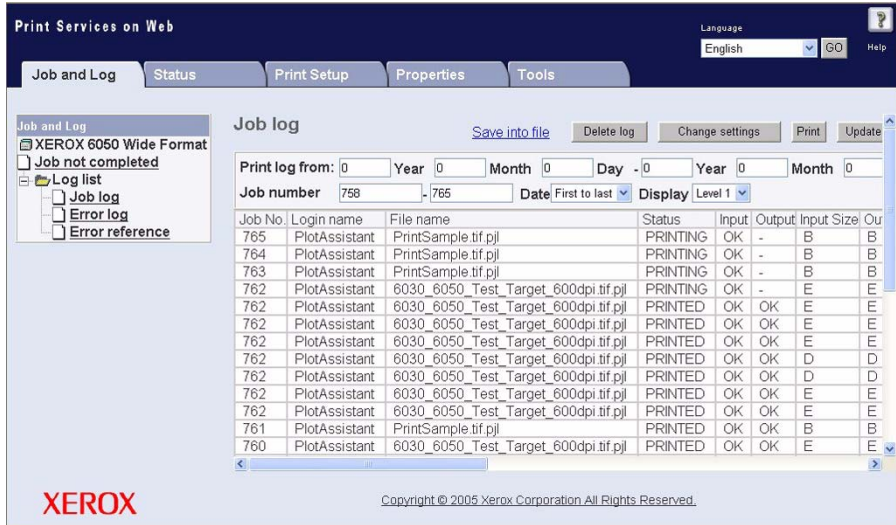 Print Services on Web
Language
English GO Help
Job and Log Status Print Setup Properties Tools
Job and Log
XEROX 6050 Wide Format
Job not completed
Log list
Job log
Error log
Error reference
Job log Save into file Delete log Change settings Print Update
Print log from: 0 Year 0 Month 0 Day - 0 Year 0 Month 0
Job number 758 - 765 Date First to last Display Level 1
Job No. Login name File name Status Input Output Input Size Ou
765 PlotAssistant PrintSample.tif.pjl PRINTING OK - B B
764 PlotAssistant PrintSample.tif.pjl PRINTING OK - B B
763 PlotAssistant PrintSample.tif.pjl PRINTING OK - B B
762 PlotAssistant 6030_6050_Test_Target_600dpi.tif.pjl PRINTING OK - E E
762 PlotAssistant 6030_6050_Test_Target_600dpi.tif.pjl PRINTED OK OK E E
762 PlotAssistant 6030_6050_Test_Target_600dpi.tif.pjl PRINTED OK OK E E
762 PlotAssistant 6030_6050_Test_Target_600dpi.tif.pjl PRINTED OK OK E E
762 PlotAssistant 6030_6050_Test_Target_600dpi.tif.pjl PRINTED OK OK D D
762 PlotAssistant 6030_6050_Test_Target_600dpi.tif.pjl PRINTED OK OK D D
762 PlotAssistant 6030_6050_Test_Target_600dpi.tif.pjl PRINTED OK OK E E
762 PlotAssistant 6030_6050_Test_Target_600dpi.tif.pjl PRINTED OK OK E E
761 PlotAssistant PrintSample.tif.pjl PRINTED OK OK B B
760 PlotAssistant 6030_6050_Test_Target_600dpi.tif.pjl PRINTED OK OK E E
XEROX
Copyright © 2005 Xerox Corporation All Rights Reserved.